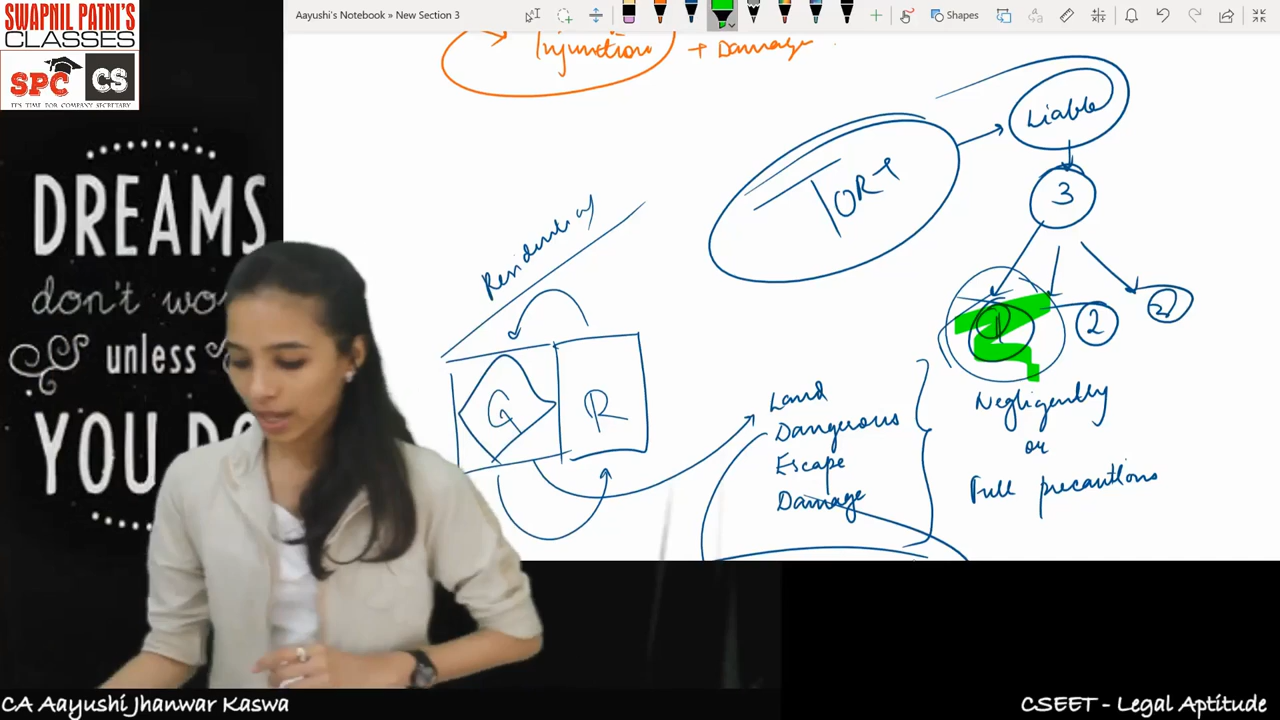 SWAPNIL PATNI'S
CLASSES
SPC CS
IT'S TIME FOR COMPANY SECRETARY
Aayushi's Notebook » New Section 3
Shapes
Injunction + Damage
Liable
TORT
3
1 2
G R
Land
Dangerous
Escape
Damage
Negligently
or
Full precautions
DREAMS
don't wo
unless
YOU DO
CA Aayushi Jhanwar Kaswa
CSEET - Legal Aptitude